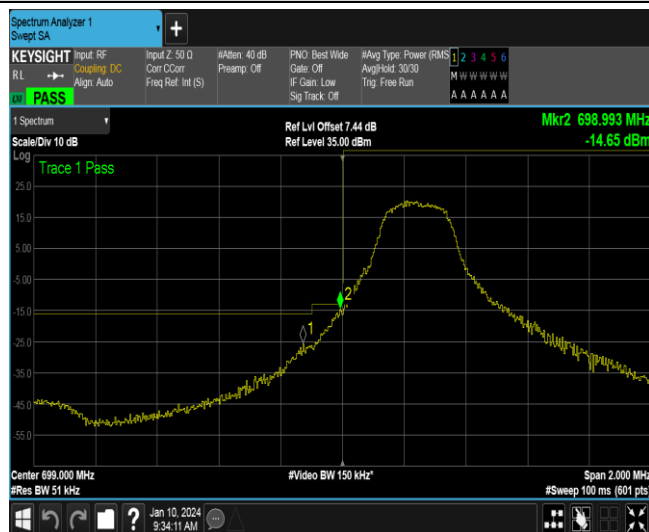 Spectrum Analyzer 1
Swept SA
+
KEYSIGHT
RL
LXI PASS
Input: RF
Coupling: DC
Align: Auto
Input Z: 50 Ω
Corr CCorr
Freq Ref: Int (S)
#Atten: 40 dB
Preamp: Off
PNO: Best Wide
Gate: Off
IF Gain: Low
Sig Track: Off
#Avg Type: Power (RMS
Avg|Hold: 30/30
Trig: Free Run
1 2 3 4 5 6
M W W W W W
A A A A A A
1 Spectrum
Scale/Div 10 dB
Ref Lvl Offset 7.44 dB
Ref Level 35.00 dBm
Mkr2 698.993 MHz
-14.65 dBm
Log
Trace 1 Pass
25.0
15.0
5.00
-5.00
-15.0
-25.0
-35.0
-45.0
-55.0
2
1
Center 699.000 MHz
#Res BW 51 kHz
#Video BW 150 kHz*
Span 2.000 MHz
#Sweep 100 ms (601 pts)
?
Jan 10, 2024
9:34:11 AM